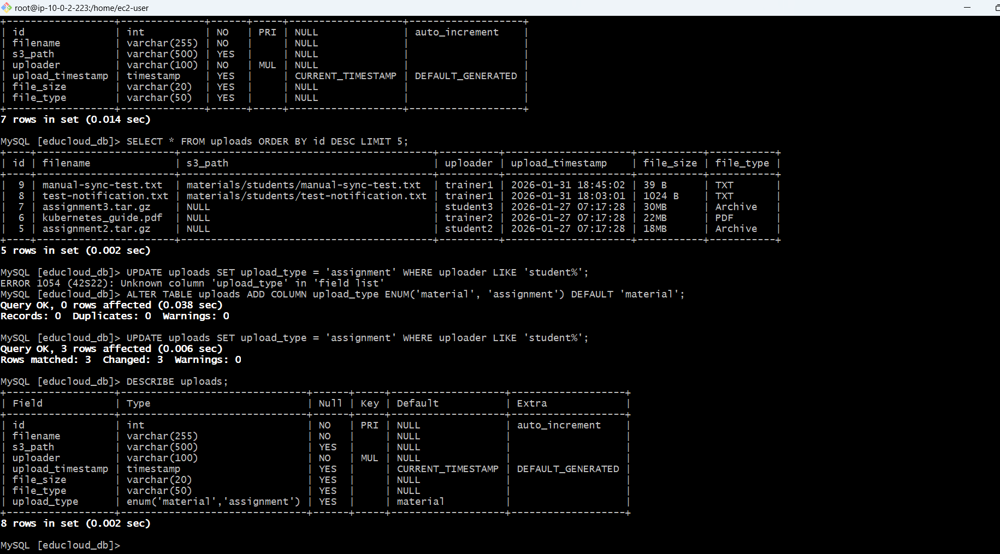 root@ip-10-0-2-223:/home/ec2-user
+------------------+--------------+------+-----+-------------------+-------------------+
| id               | int          | NO   | PRI | NULL              | auto_increment    |
| filename         | varchar(255) | NO   |     | NULL              |                   |
| s3_path          | varchar(500) | YES  |     | NULL              |                   |
| uploader         | varchar(100) | NO   | MUL | NULL              |                   |
| upload_timestamp | timestamp    | YES  |     | CURRENT_TIMESTAMP | DEFAULT_GENERATED |
| file_size        | varchar(20)  | YES  |     | NULL              |                   |
| file_type        | varchar(50)  | YES  |     | NULL              |                   |
+------------------+--------------+------+-----+-------------------+-------------------+
7 rows in set (0.014 sec)
MySQL [educloud_db]> SELECT * FROM uploads ORDER BY id DESC LIMIT 5;
+----+-----------------------+------------------------------------------+----------+---------------------+-----------+-----------+
| id | filename              | s3_path                                  | uploader | upload_timestamp    | file_size | file_type |
+----+-----------------------+------------------------------------------+----------+---------------------+-----------+-----------+
|  9 | manual-sync-test.txt  | materials/students/manual-sync-test.txt  | trainer1 | 2026-01-31 18:45:02 | 39 B      | TXT       |
|  8 | test-notification.txt | materials/students/test-notification.txt | trainer1 | 2026-01-31 18:03:01 | 1024 B    | TXT       |
|  7 | assignment3.tar.gz    | NULL                                     | student3 | 2026-01-27 07:17:28 | 30MB      | Archive   |
|  6 | kubernetes_guide.pdf  | NULL                                     | trainer2 | 2026-01-27 07:17:28 | 22MB      | PDF       |
|  5 | assignment2.tar.gz    | NULL                                     | student2 | 2026-01-27 07:17:28 | 18MB      | Archive   |
+----+-----------------------+------------------------------------------+----------+---------------------+-----------+-----------+
5 rows in set (0.002 sec)
MySQL [educloud_db]> UPDATE uploads SET upload_type = 'assignment' WHERE uploader LIKE 'student%';
ERROR 1054 (42S22): Unknown column 'upload_type' in 'field list'
MySQL [educloud_db]> ALTER TABLE uploads ADD COLUMN upload_type ENUM('material', 'assignment') DEFAULT 'material';
Query OK, 0 rows affected (0.038 sec)
Records: 0  Duplicates: 0  Warnings: 0
MySQL [educloud_db]> UPDATE uploads SET upload_type = 'assignment' WHERE uploader LIKE 'student%';
Query OK, 3 rows affected (0.006 sec)
Rows matched: 3  Changed: 3  Warnings: 0
MySQL [educloud_db]> DESCRIBE uploads;
+------------------+-------------------------------+------+-----+-------------------+-------------------+
| Field            | Type                          | Null | Key | Default           | Extra             |
+------------------+-------------------------------+------+-----+-------------------+-------------------+
| id               | int                           | NO   | PRI | NULL              | auto_increment    |
| filename         | varchar(255)                  | NO   |     | NULL              |                   |
| s3_path          | varchar(500)                  | YES  |     | NULL              |                   |
| uploader         | varchar(100)                  | NO   | MUL | NULL              |                   |
| upload_timestamp | timestamp                     | YES  |     | CURRENT_TIMESTAMP | DEFAULT_GENERATED |
| file_size        | varchar(20)                   | YES  |     | NULL              |                   |
| file_type        | varchar(50)                   | YES  |     | NULL              |                   |
| upload_type      | enum('material','assignment') | YES  |     | material          |                   |
+------------------+-------------------------------+------+-----+-------------------+-------------------+
8 rows in set (0.002 sec)
MySQL [educloud_db]>